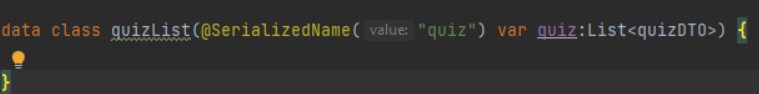 data class quizList(@SerializedName( value: "quiz") var quiz:List<quizDTO>) {
}